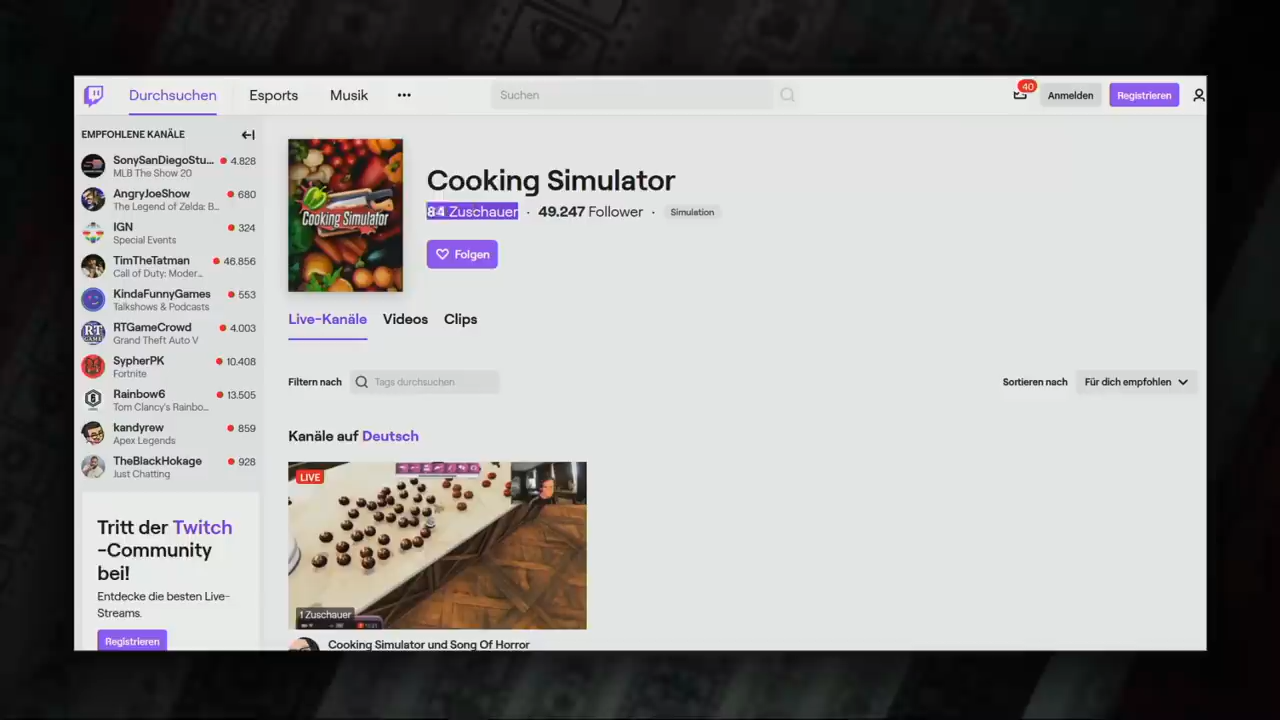 Durchsuchen
Esports
Musik
Suchen
40
Anmelden
Registrieren
EMPFOHLENE KANÄLE
SonySanDiegoStu... 4.828
MLB The Show 20
AngryJoeShow 680
The Legend of Zelda: B...
IGN 324
Special Events
TimTheTatman 46.856
Call of Duty: Moder...
KindaFunnyGames 553
Talkshows & Podcasts
RTGameCrowd 4.003
Grand Theft Auto V
SypherPK 10.408
Fortnite
Rainbow6 13.505
Tom Clancy's Rainbo...
kandyrew 859
Apex Legends
TheBlackHokage 928
Just Chatting
Tritt der Twitch
-Community
bei!
Entdecke die besten Live-
Streams.
Registrieren
Cooking Simulator
Cooking Simulator
84 Zuschauer · 49.247 Follower · Simulation
Folgen
Live-Kanäle Videos Clips
Filtern nach Tags durchsuchen
Sortieren nach Für dich empfohlen
Kanäle auf Deutsch
LIVE
1 Zuschauer
Cooking Simulator und Song Of Horror